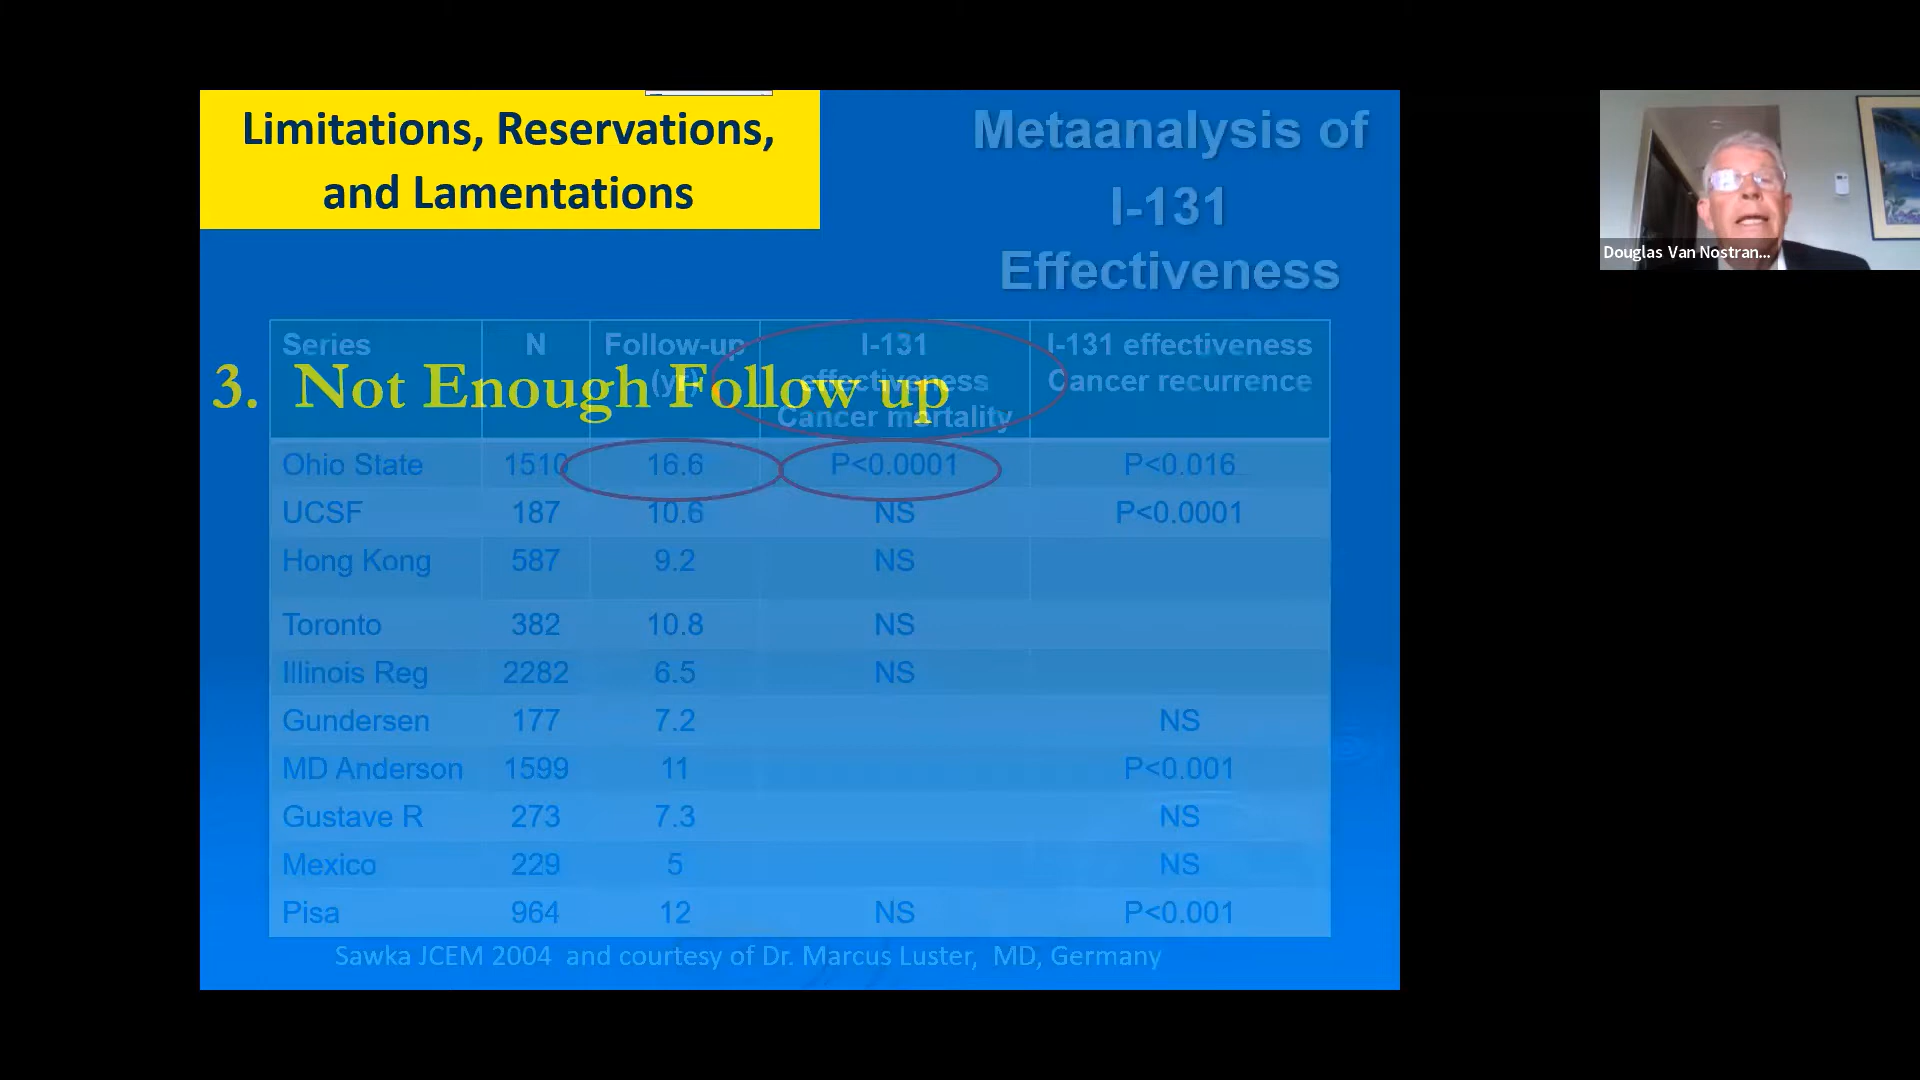 Limitations, Reservations,
and Lamentations
Metaanalysis of
I-131
Effectiveness
3. Not Enough Follow up
Series N Follow-up (yr) I-131 effectiveness Cancer mortality I-131 effectiveness Cancer recurrence
Ohio State 1510 16.6 P<0.0001 P<0.016
UCSF 187 10.6 NS P<0.0001
Hong Kong 587 9.2 NS
Toronto 382 10.8 NS
Illinois Reg 2282 6.5 NS
Gundersen 177 7.2 NS
MD Anderson 1599 11 P<0.001
Gustave R 273 7.3 NS
Mexico 229 5 NS
Pisa 964 12 NS P<0.001
Sawka JCEM 2004 and courtesy of Dr. Marcus Luster, MD, Germany
Douglas Van Nostran...